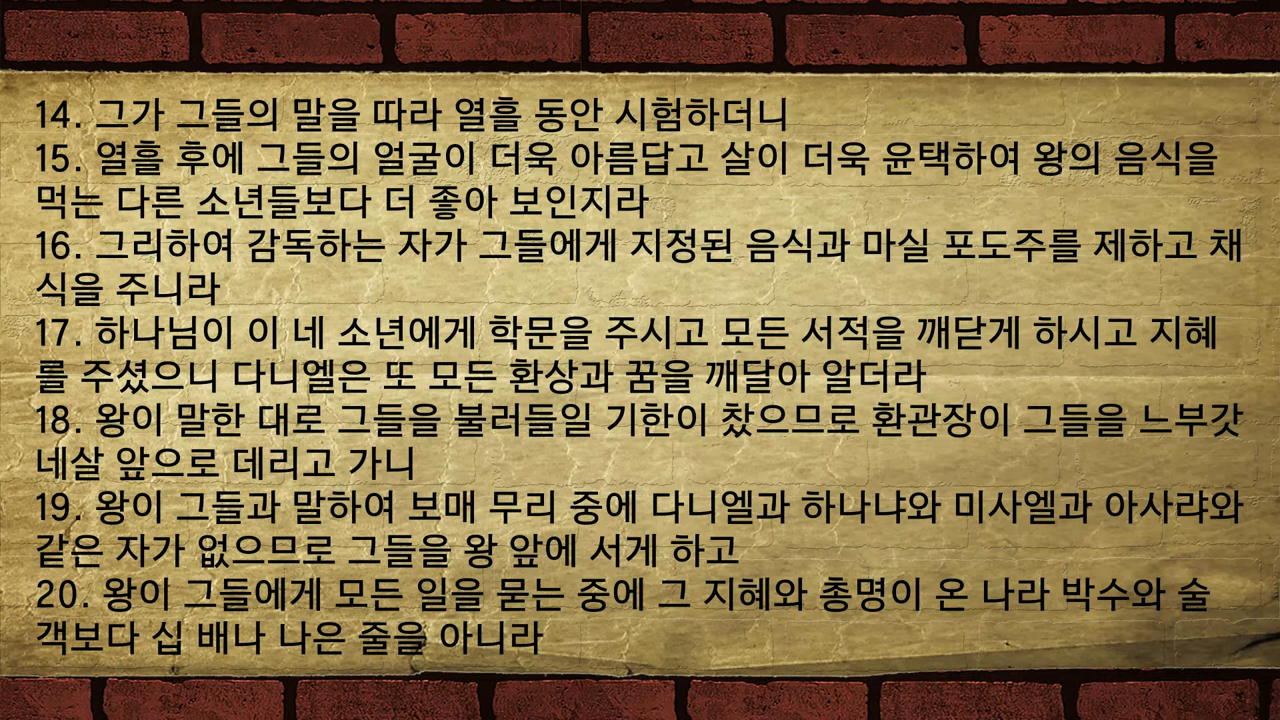 14. 그가 그들의 말을 따라 열흘 동안 시험하더니
15. 열흘 후에 그들의 얼굴이 더욱 아름답고 살이 더욱 윤택하여 왕의 음식을
먹는 다른 소년들보다 더 좋아 보인지라
16. 그리하여 감독하는 자가 그들에게 지정된 음식과 마실 포도주를 제하고 채
식을 주니라
17. 하나님이 이 네 소년에게 학문을 주시고 모든 서적을 깨닫게 하시고 지혜
를 주셨으니 다니엘은 또 모든 환상과 꿈을 깨달아 알더라
18. 왕이 말한 대로 그들을 불러들일 기한이 찼으므로 환관장이 그들을 느부갓
네살 앞으로 데리고 가니
19. 왕이 그들과 말하여 보매 무리 중에 다니엘과 하나냐와 미사엘과 아사랴와
같은 자가 없으므로 그들을 왕 앞에 서게 하고
20. 왕이 그들에게 모든 일을 묻는 중에 그 지혜와 총명이 온 나라 박수와 술
객보다 십 배나 나은 줄을 아니라